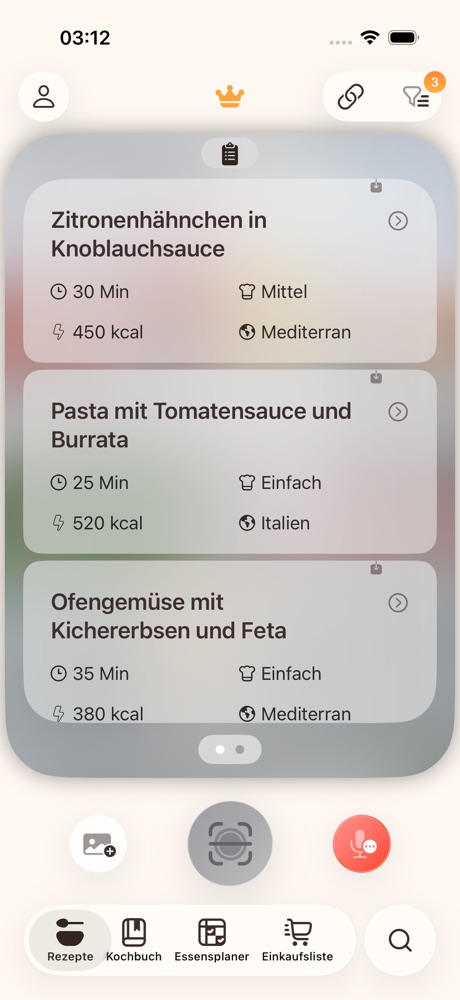 03:12
3
Zitronenhähnchen in
Knoblauchsauce
30 Min
Mittel
450 kcal
Mediterran
Pasta mit Tomatensauce und
Burrata
25 Min
Einfach
520 kcal
Italien
Ofengemüse mit
Kichererbsen und Feta
35 Min
Einfach
380 kcal
Mediterran
Rezepte
Kochbuch
Essensplaner
Einkaufsliste